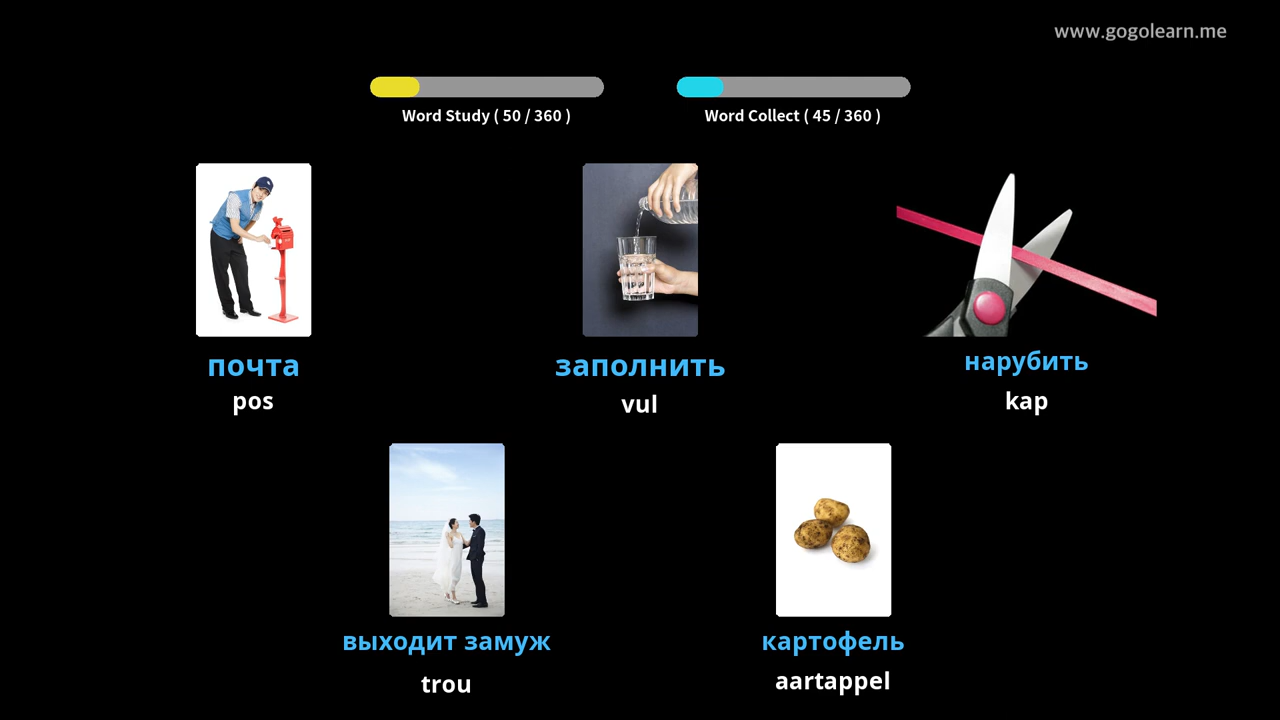 www.gogolearn.me
Word Study ( 50 / 360 )
Word Collect ( 45 / 360 )
почта
pos
заполнить
vul
нарубить
kap
выходит замуж
trou
картофель
aartappel